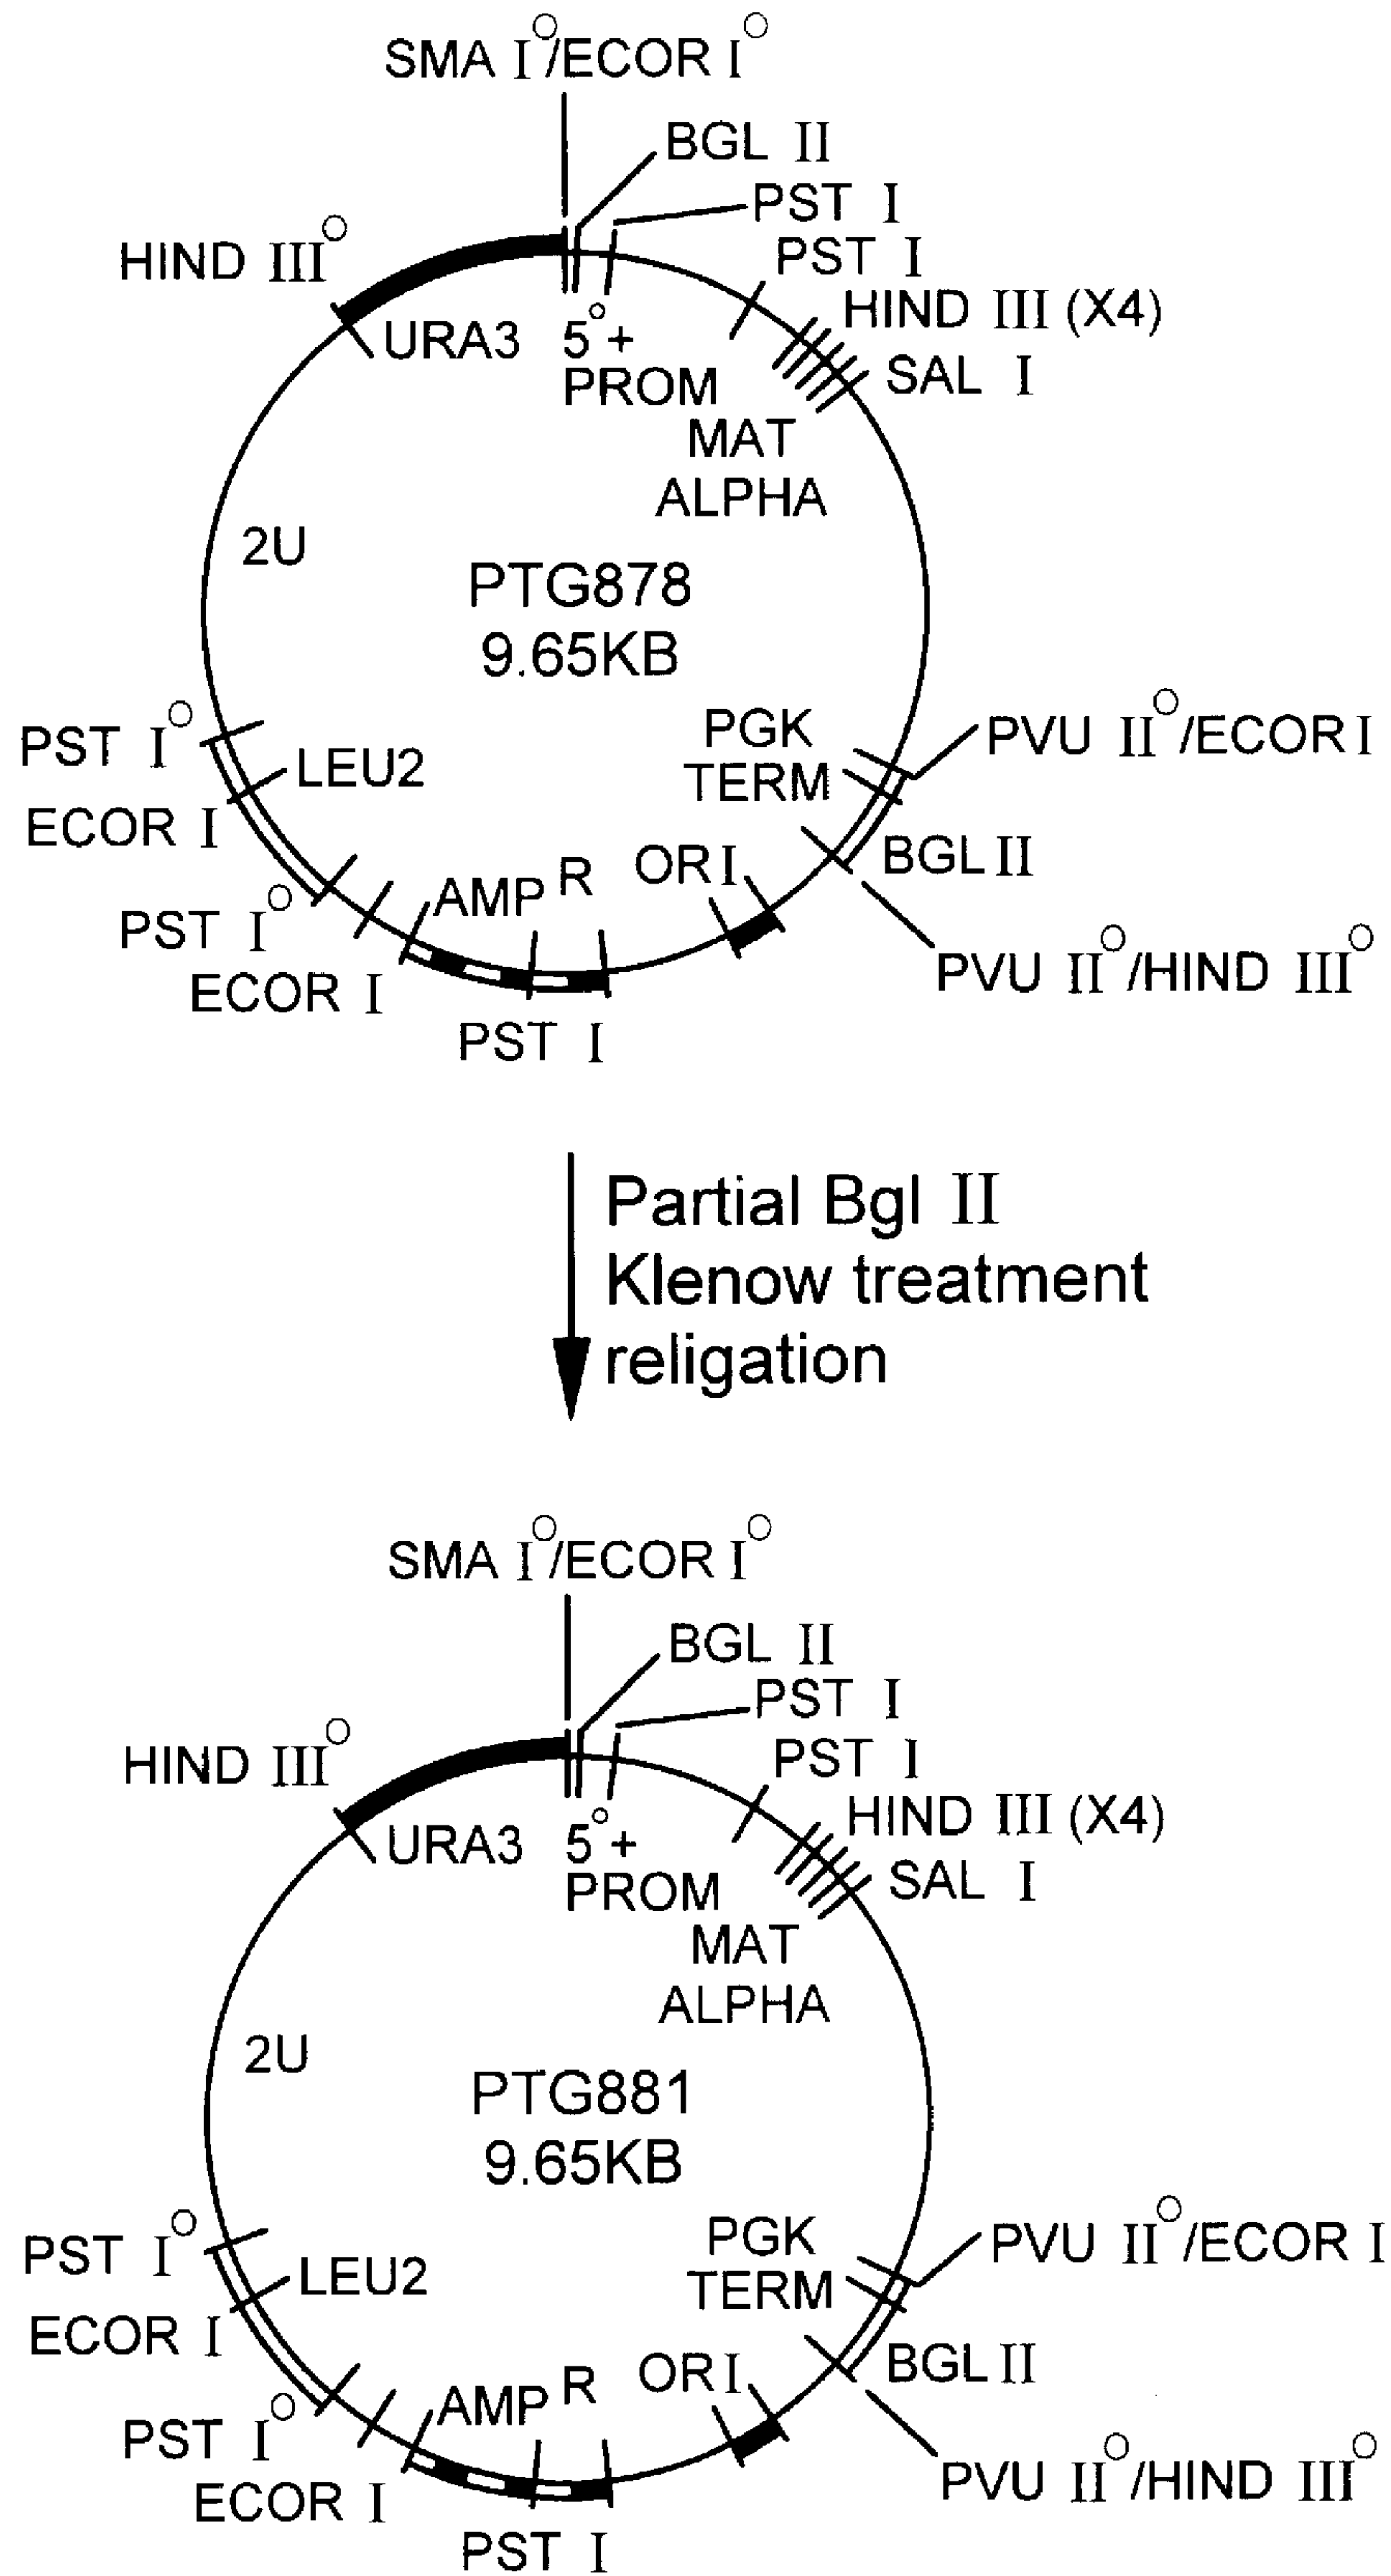 SMA I°/ECOR I°
BGL II
PST I
PST I
HIND III°
HIND III (X4)
URA3
5°+
SAL I
PROM
MAT
ALPHA
2U
PTG878
9.65KB
PST I°
PGK
PVU II°/ECOR I
LEU2
TERM
ECOR I
BGL II
AMP R
ORI
PST I°
ECOR I
PVU II°/HIND III°
PST I
Partial Bgl II
Klenow treatment
religation
SMA I°/ECOR I°
BGL II
PST I
PST I
HIND III°
HIND III (X4)
URA3
5°+
SAL I
PROM
MAT
ALPHA
2U
PTG881
9.65KB
PST I°
PGK
PVU II°/ECOR I
LEU2
TERM
ECOR I
BGL II
AMP R
ORI
PST I°
ECOR I
PVU II°/HIND III°
PST I